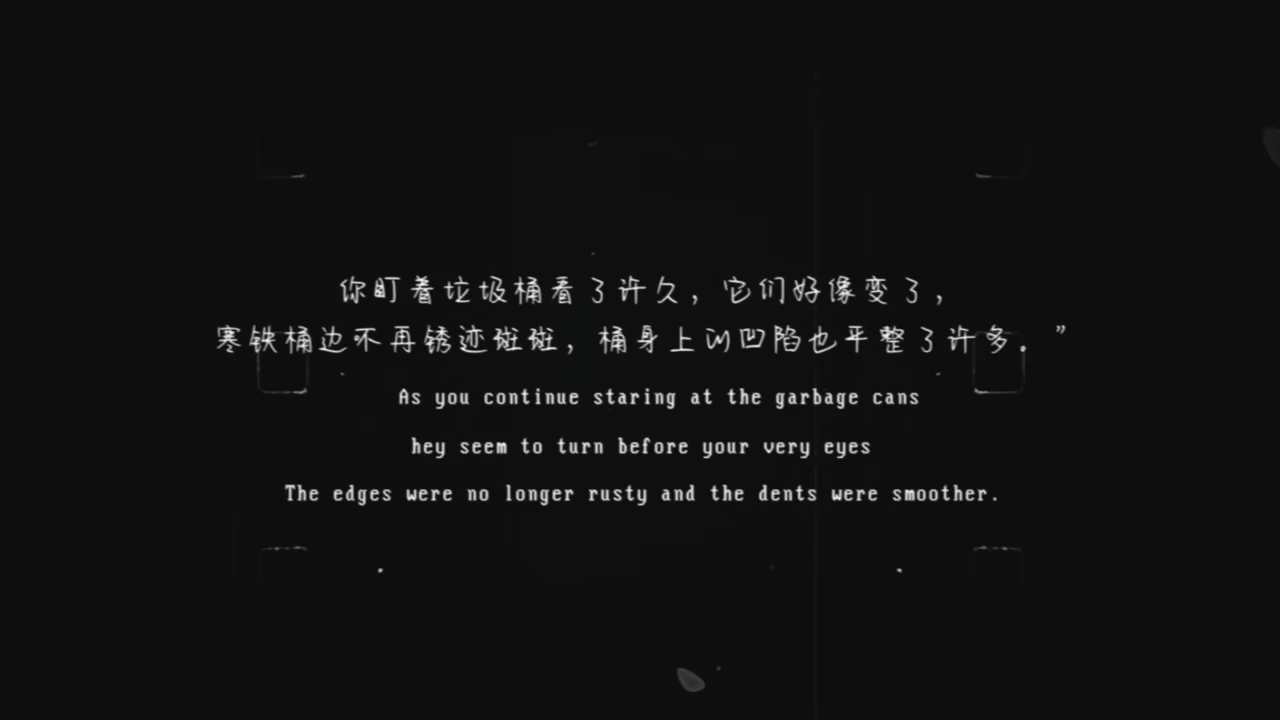 你盯着垃圾桶看了许久，它们好像变了，
寒铁桶边不再锈迹斑斑，桶身上的凹陷也平整了许多。”
As you continue staring at the garbage cans
hey seem to turn before your very eyes
The edges were no longer rusty and the dents were smoother.